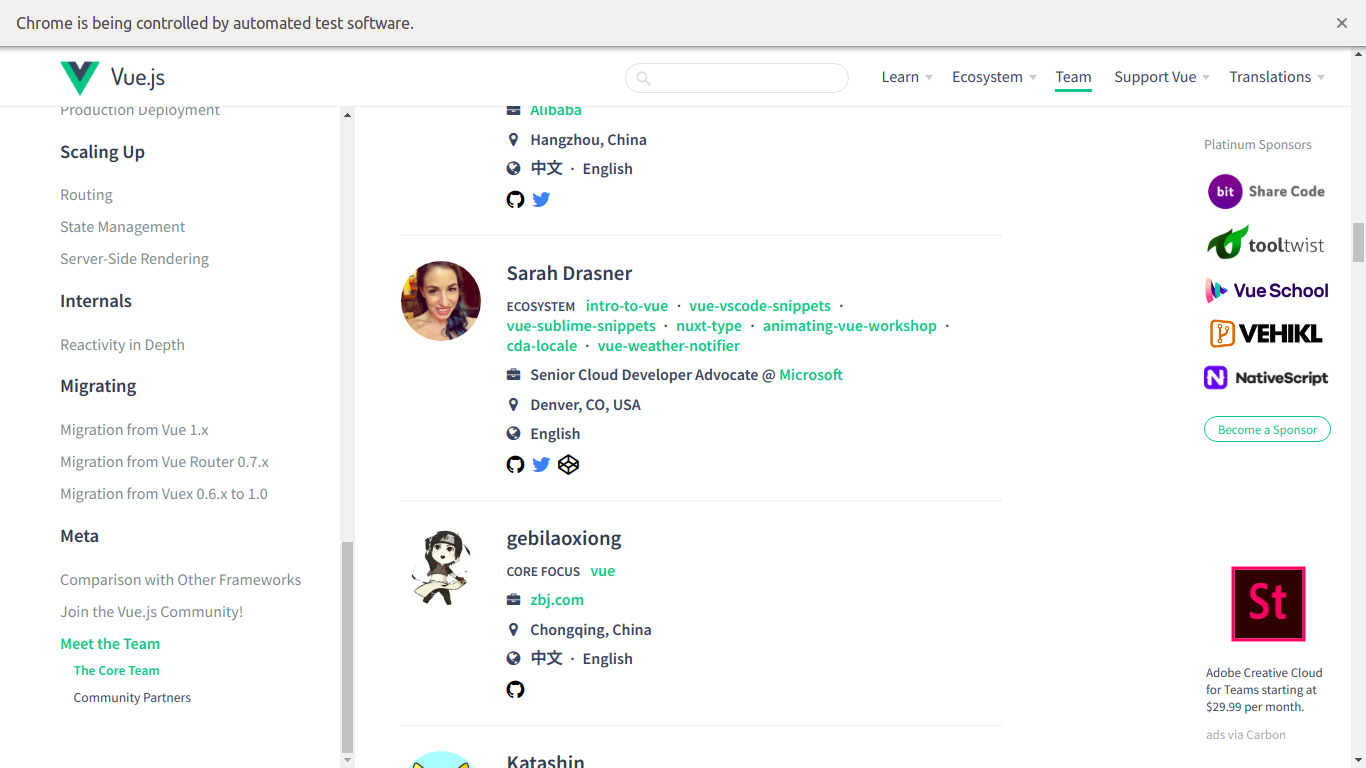 Chrome is being controlled by automated test software.
Vue.js
Learn
Ecosystem
Team
Support Vue
Translations
Production Deployment
Scaling Up
Routing
State Management
Server-Side Rendering
Internals
Reactivity in Depth
Migrating
Migration from Vue 1.x
Migration from Vue Router 0.7.x
Migration from Vuex 0.6.x to 1.0
Meta
Comparison with Other Frameworks
Join the Vue.js Community!
Meet the Team
The Core Team
Community Partners
Alibaba
Hangzhou, China
中文 · English
Sarah Drasner
ECOSYSTEM intro-to-vue · vue-vscode-snippets ·
vue-sublime-snippets · nuxt-type · animating-vue-workshop ·
cda-locale · vue-weather-notifier
Senior Cloud Developer Advocate @ Microsoft
Denver, CO, USA
English
gebilaoxiong
CORE FOCUS vue
zbj.com
Chongqing, China
中文 · English
Katashin
Platinum Sponsors
bit Share Code
tooltwist
Vue School
VEHIKL
NativeScript
Become a Sponsor
St
Adobe Creative Cloud
for Teams starting at
$29.99 per month.
ads via Carbon